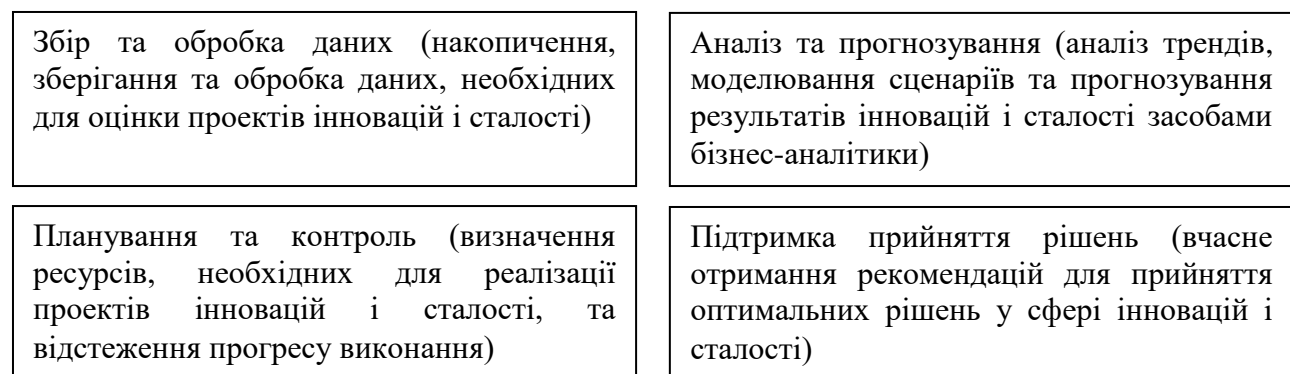 Збір та обробка даних (накопичення,
зберігання та обробка даних, необхідних
для оцінки проектів інновацій і сталості)
Аналіз та прогнозування (аналіз трендів,
моделювання сценаріїв та прогнозування
результатів інновацій і сталості засобами
бізнес-аналітики)
Планування та контроль (визначення
ресурсів, необхідних для реалізації
проектів інновацій і сталості, та
відстеження прогресу виконання)
Підтримка прийняття рішень (вчасне
отримання рекомендацій для прийняття
оптимальних рішень у сфері інновацій і
сталості)